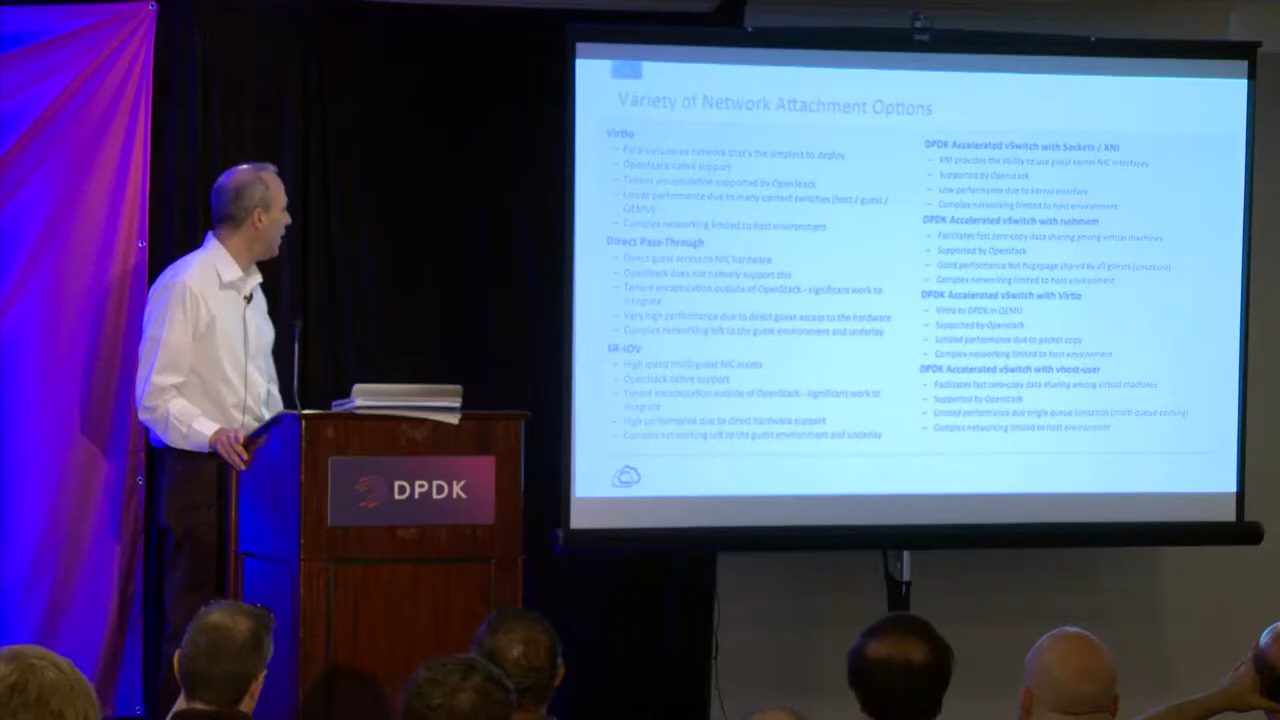 Variety of Network Attachment Options
Virtio
– Para-virtualized network that's the simplest to deploy
– OpenStack native support
– Tenant encapsulation supported by OpenStack
– Lower performance due to many context switches (host / guest /
QEMU)
– Complex networking limited to host environment
Direct Pass-Through
– Direct guest access to NIC hardware
– OpenStack does not natively support this
– Tenant encapsulation outside of OpenStack - significant work to
integrate
– Very high performance due to direct guest access to the hardware
– Complex networking left to the guest environment and underlay
SR-IOV
– High speed multi-guest NIC access
– OpenStack native support
– Tenant encapsulation outside of OpenStack - significant work to
integrate
– High performance due to direct hardware support
– Complex networking left to the guest environment and underlay
DPDK Accelerated vSwitch with Sockets / KNI
– KNI provides the ability to use guest kernel NIC interfaces
– Supported by Openstack
– Low performance due to kernel interface
– Complex networking limited to host environment
DPDK Accelerated vSwitch with ivshmem
– Facilitates fast zero-copy data sharing among virtual machines
– Supported by Openstack
– Good performance but hugepage shared by all guests (unsecure)
– Complex networking limited to host environment
DPDK Accelerated vSwitch with Virtio
– Virtio to DPDK in QEMU
– Supported by Openstack
– Limited performance due to packet copy
– Complex networking limited to host environment
DPDK Accelerated vSwitch with vhost-user
– Facilitates fast zero-copy data sharing among virtual machines
– Supported by Openstack
– Limited performance due single queue limitation (multi-queue coming)
– Complex networking limited to host environment
DPDK